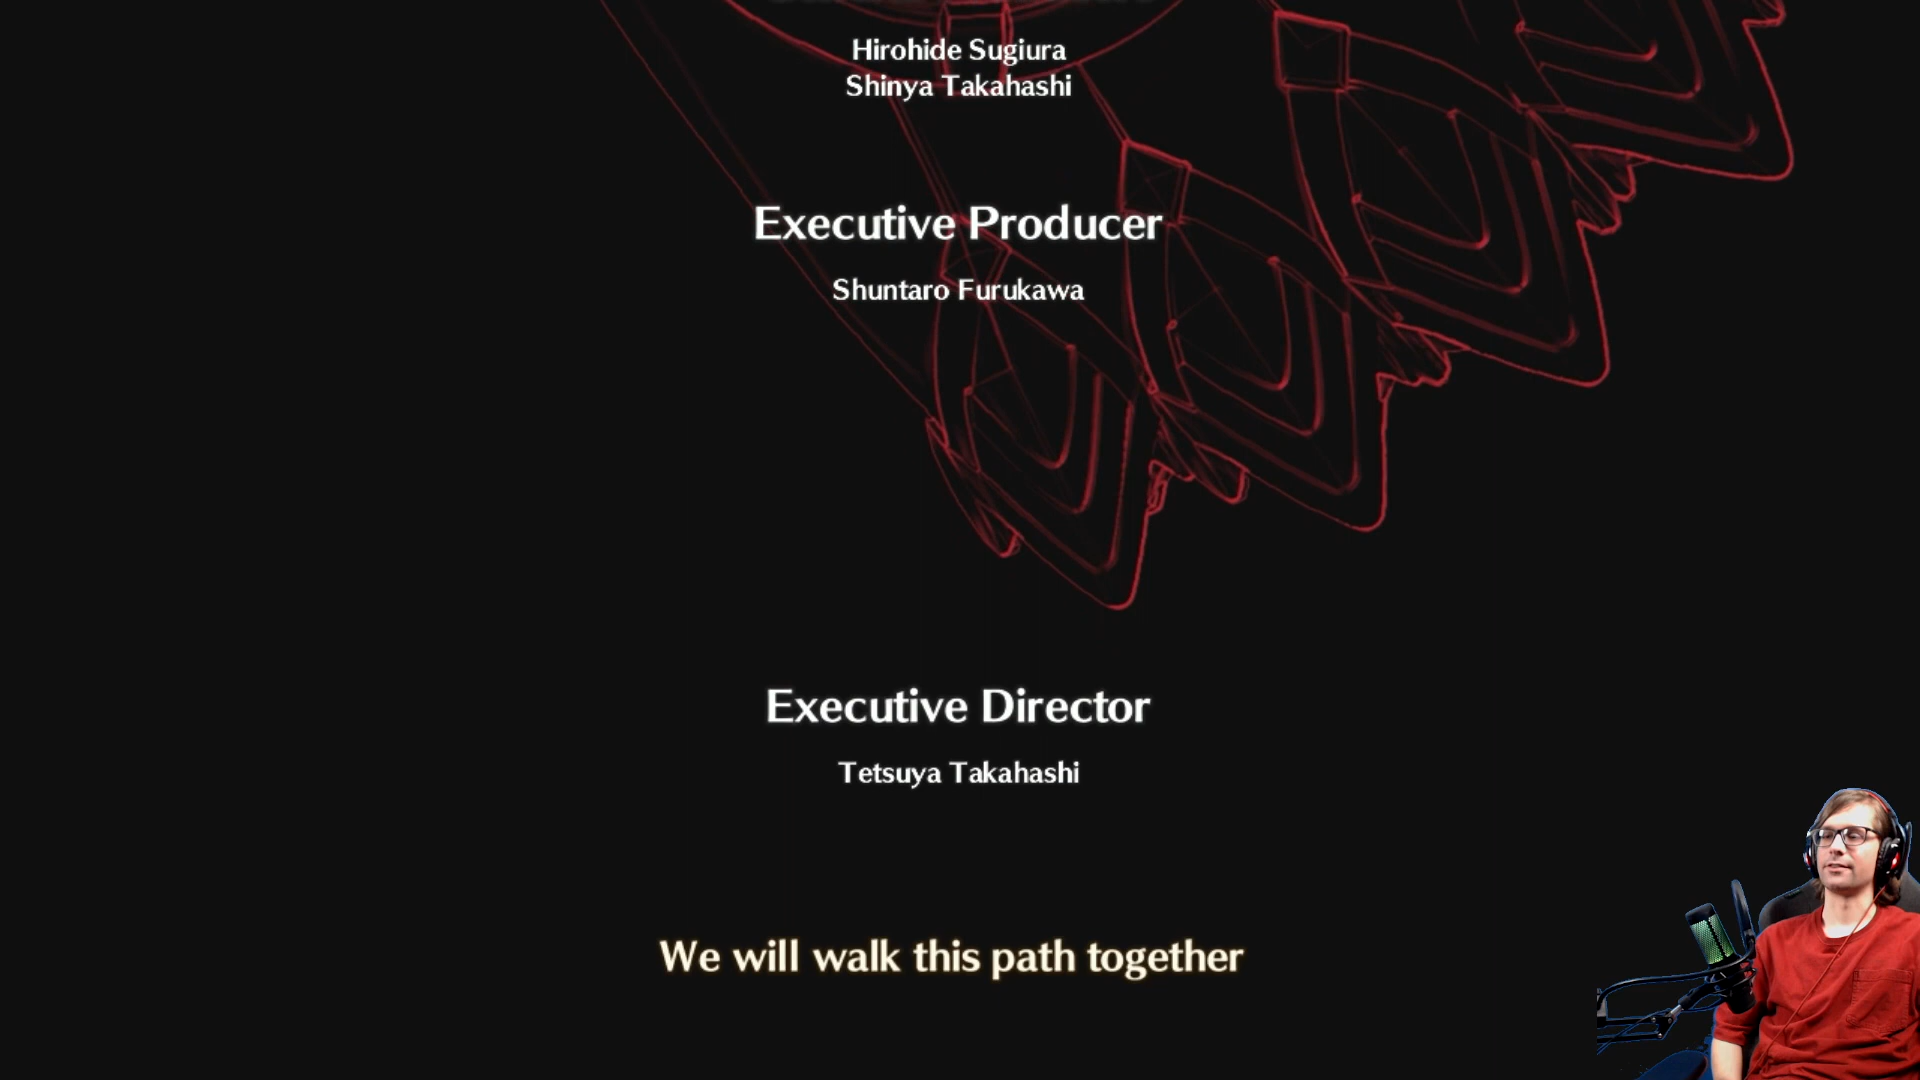 Hirohide Sugiura
Shinya Takahashi
Executive Producer
Shuntaro Furukawa
Executive Director
Tetsuya Takahashi
We will walk this path together